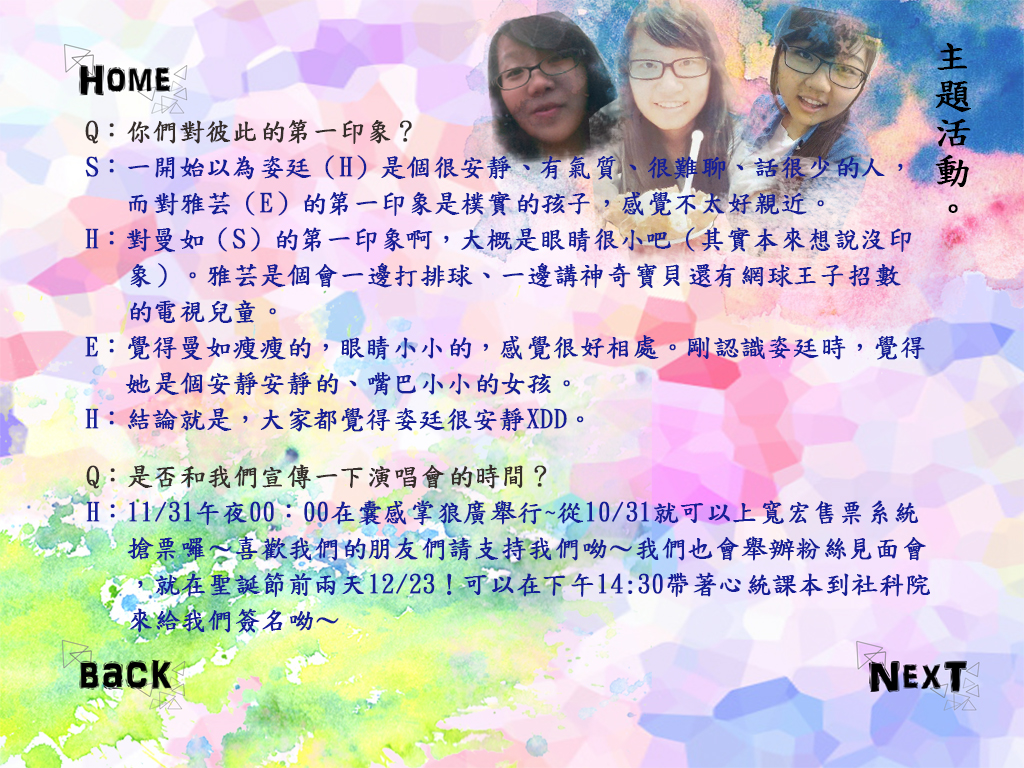 HOME
主題活動。
Q：你們對彼此的第一印象？
S：一開始以為姿廷（H）是個很安靜、有氣質、很難聊、話很少的人，
而對雅芸（E）的第一印象是樸實的孩子，感覺不太好親近。
H：對曼如（S）的第一印象啊，大概是眼睛很小吧（其實本來想說沒印
象）。雅芸是個會一邊打排球、一邊講神奇寶貝還有網球王子招數
的電視兒童。
E：覺得曼如瘦瘦的，眼睛小小的，感覺很好相處。剛認識姿廷時，覺得
她是個安靜安靜的、嘴巴小小的女孩。
H：結論就是，大家都覺得姿廷很安靜XDD。
Q：是否和我們宣傳一下演唱會的時間？
H：11/31午夜00：00在囊感掌狼廣舉行~從10/31就可以上寬宏售票系統
搶票囉～喜歡我們的朋友們請支持我們呦～我們也會舉辦粉絲見面會
，就在聖誕節前兩天12/23！可以在下午14:30帶著心統課本到社科院
來給我們簽名呦～
BaCK
NEXT